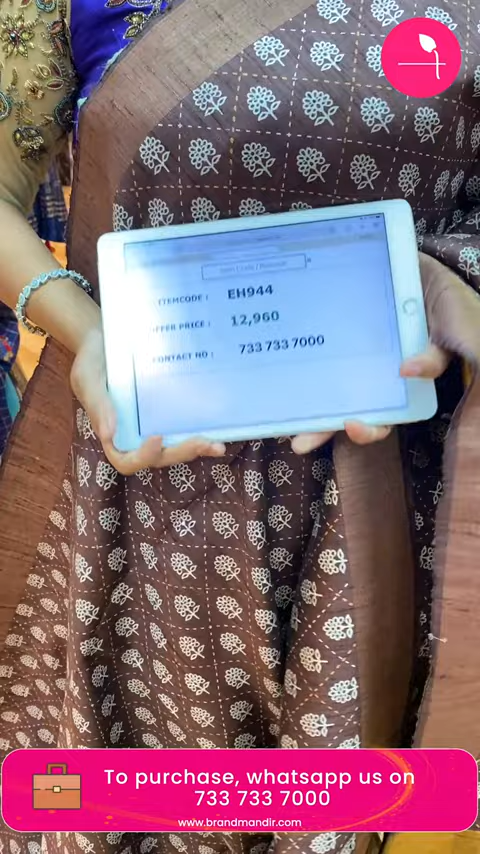 ITEMCODE : EH944
OFFER PRICE : 12,960
CONTACT NO : 733 733 7000
To purchase, whatsapp us on
733 733 7000
www.brandmandir.com